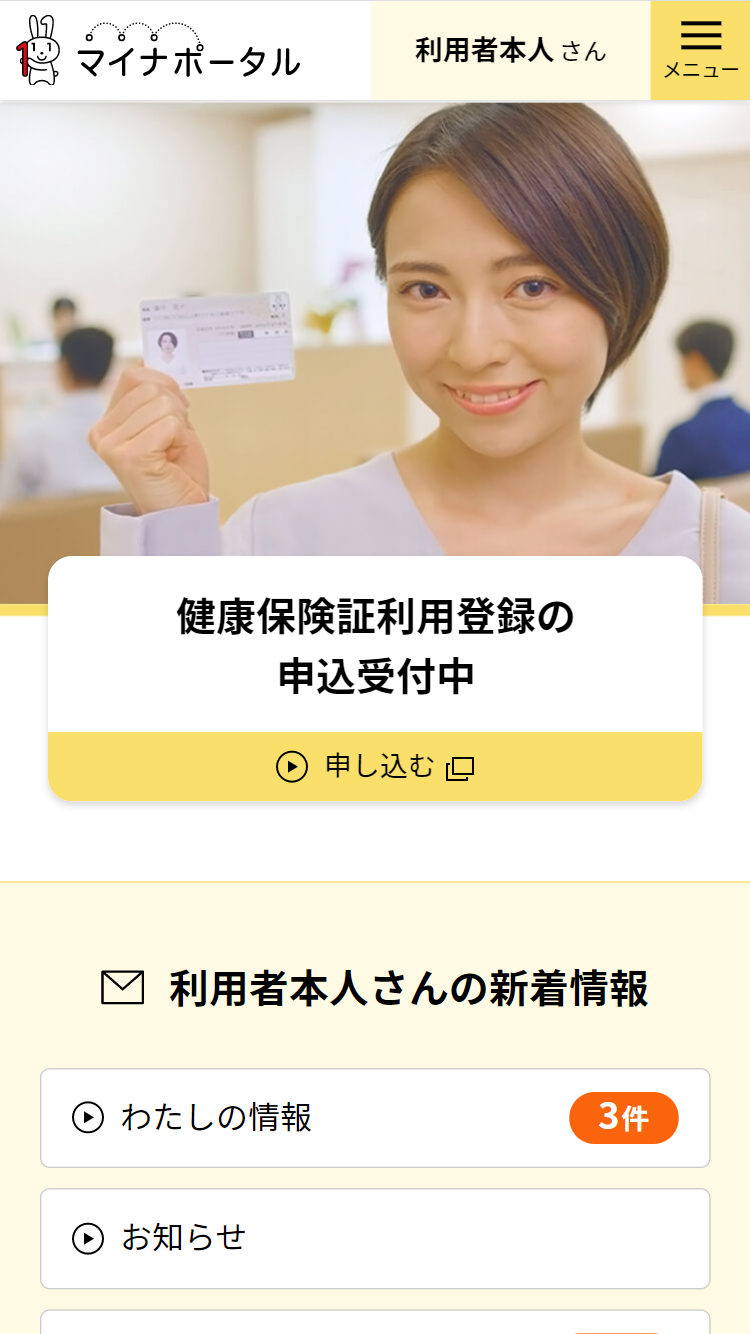 マイナポータル
利用者本人 さん
メニュー
健康保険証利用登録の
申込受付中
申し込む
利用者本人さんの新着情報
わたしの情報
3件
お知らせ